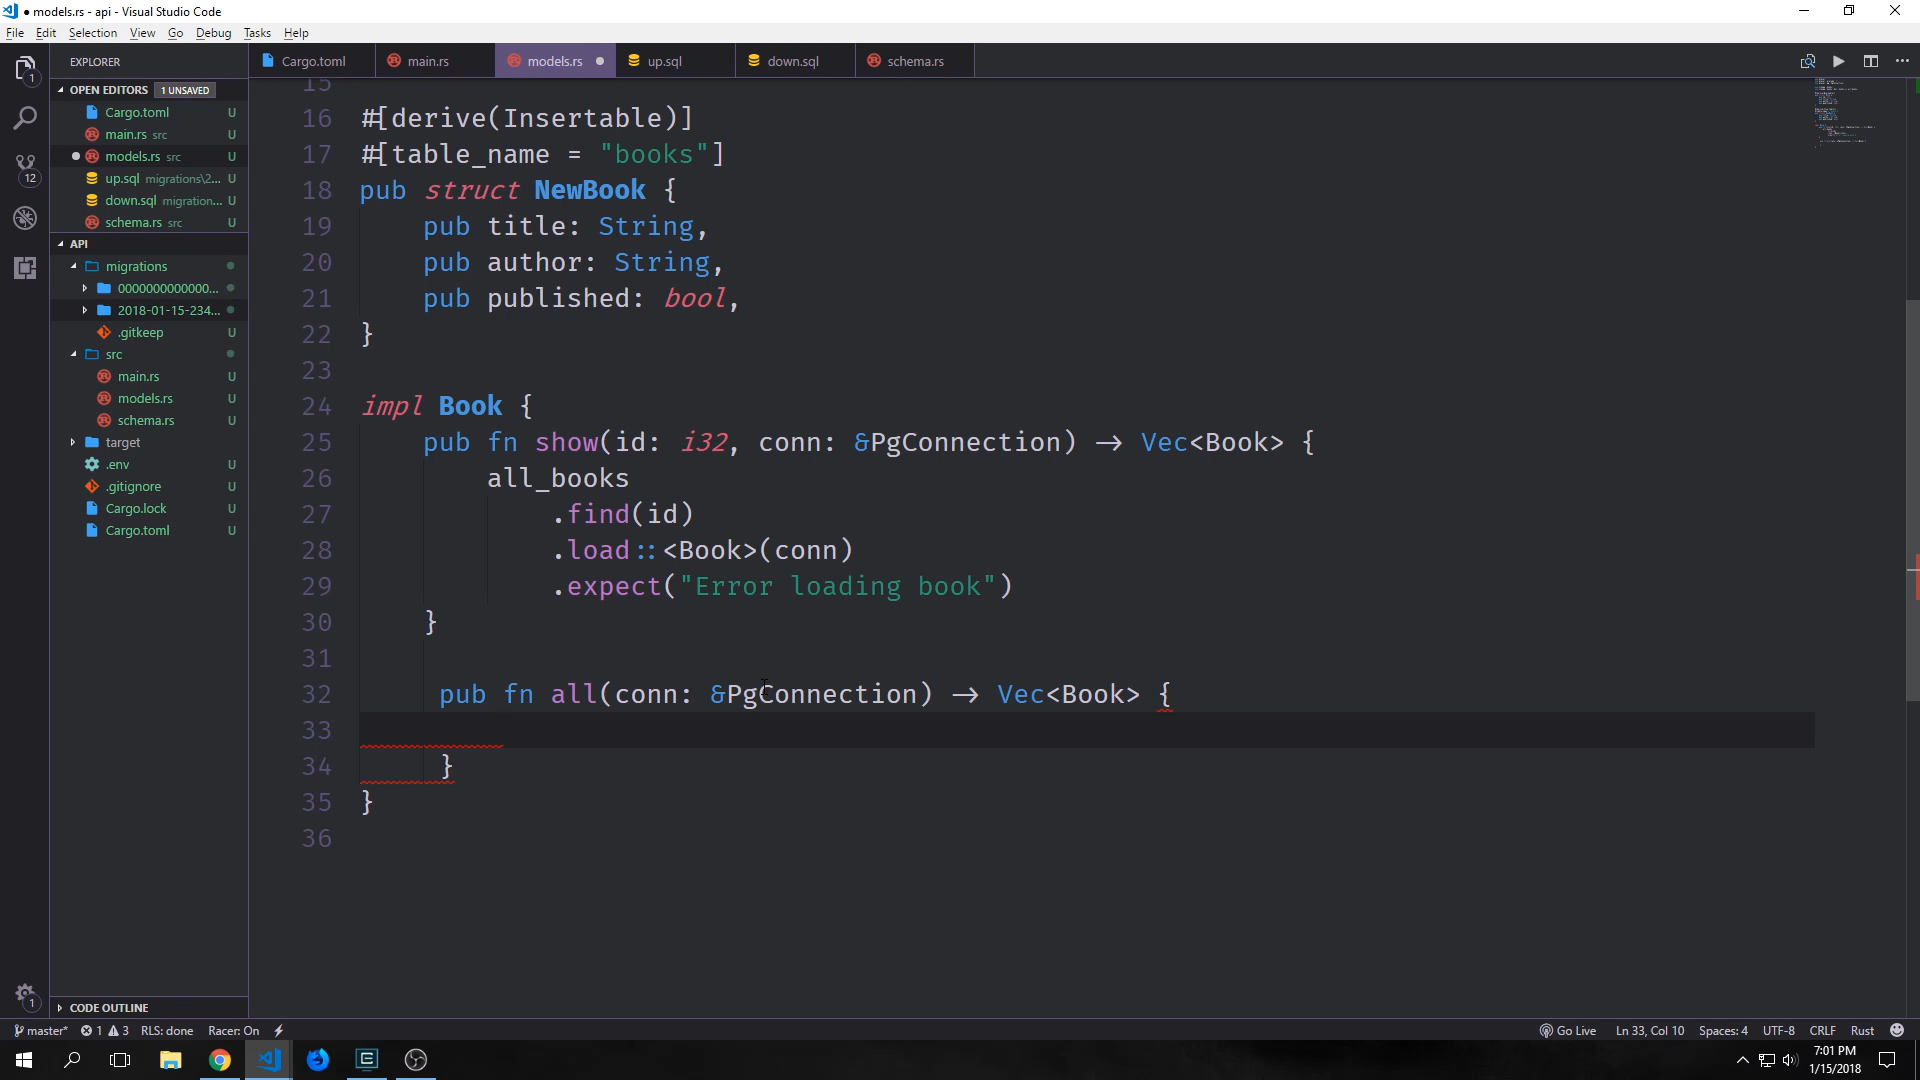 ● models.rs - api - Visual Studio Code
File Edit Selection View Go Debug Tasks Help
EXPLORER
Cargo.toml
main.rs
models.rs ●
up.sql
down.sql
schema.rs
1
OPEN EDITORS 1 UNSAVED
Cargo.toml U
main.rs src U
● models.rs src U
up.sql migrations\2... U
down.sql migration... U
schema.rs src U
12
API
migrations
0000000000000...
2018-01-15-234...
.gitkeep U
src
main.rs U
models.rs U
schema.rs U
target
.env U
.gitignore U
Cargo.lock U
Cargo.toml U
CODE OUTLINE
1
15
16 #[derive(Insertable)]
17 #[table_name = "books"]
18 pub struct NewBook {
19 pub title: String,
20 pub author: String,
21 pub published: bool,
22 }
23
24 impl Book {
25 pub fn show(id: i32, conn: &PgConnection) → Vec<Book> {
26 all_books
27 .find(id)
28 .load::<Book>(conn)
29 .expect("Error loading book")
30 }
31
32 pub fn all(conn: &PgConnection) → Vec<Book> {
33
34 }
35 }
36
master* 1 3 RLS: done Racer: On Go Live Ln 33, Col 10 Spaces: 4 UTF-8 CRLF Rust
7:01 PM
1/15/2018